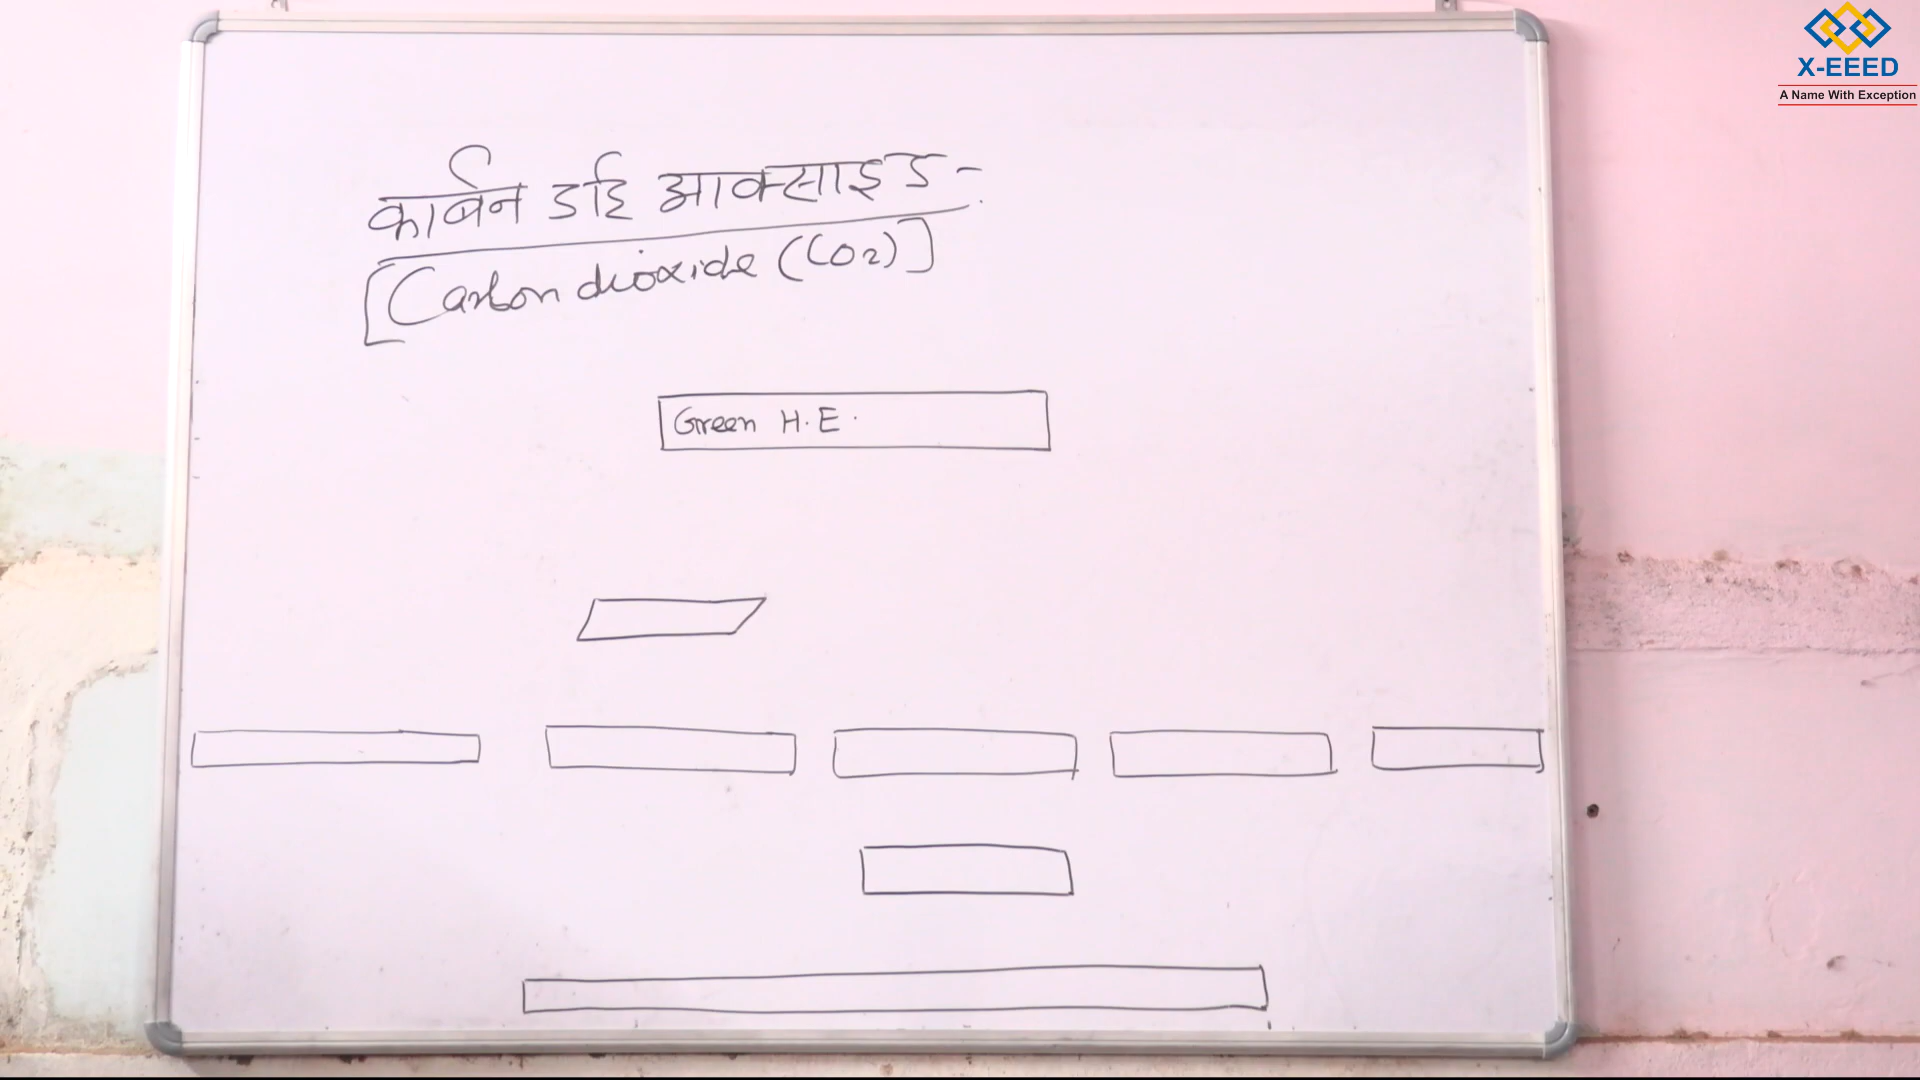 X-EEED
A Name With Exception
कार्बन डाई आक्साइड -
[Carbon dioxide (CO2)]
Green H.E.